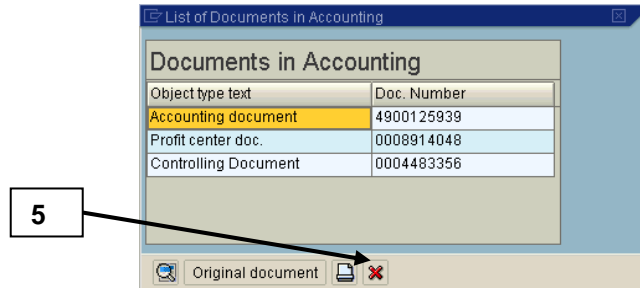 List of Documents in Accounting
Documents in Accounting
Object type text Doc. Number
Accounting document 4900125939
Profit center doc. 0008914048
Controlling Document 0004483356
5
Original document